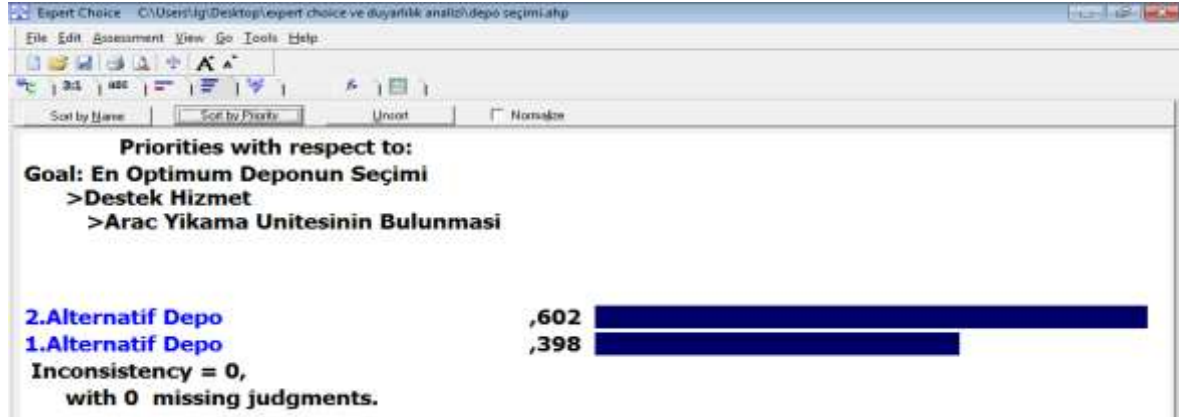 Expert Choice C:\Users\lg\Desktop\expert choice ve duyarlılık analizi\depo seçimi.ahp
File Edit Assessment View Go Tools Help
A A
3:1 ABC
Sort by Name Sort by Priority Unsort Normalize
Priorities with respect to:
Goal: En Optimum Deponun Seçimi
>Destek Hizmet
>Arac Yikama Unitesinin Bulunmasi
2.Alternatif Depo ,602
1.Alternatif Depo ,398
Inconsistency = 0,
with 0 missing judgments.